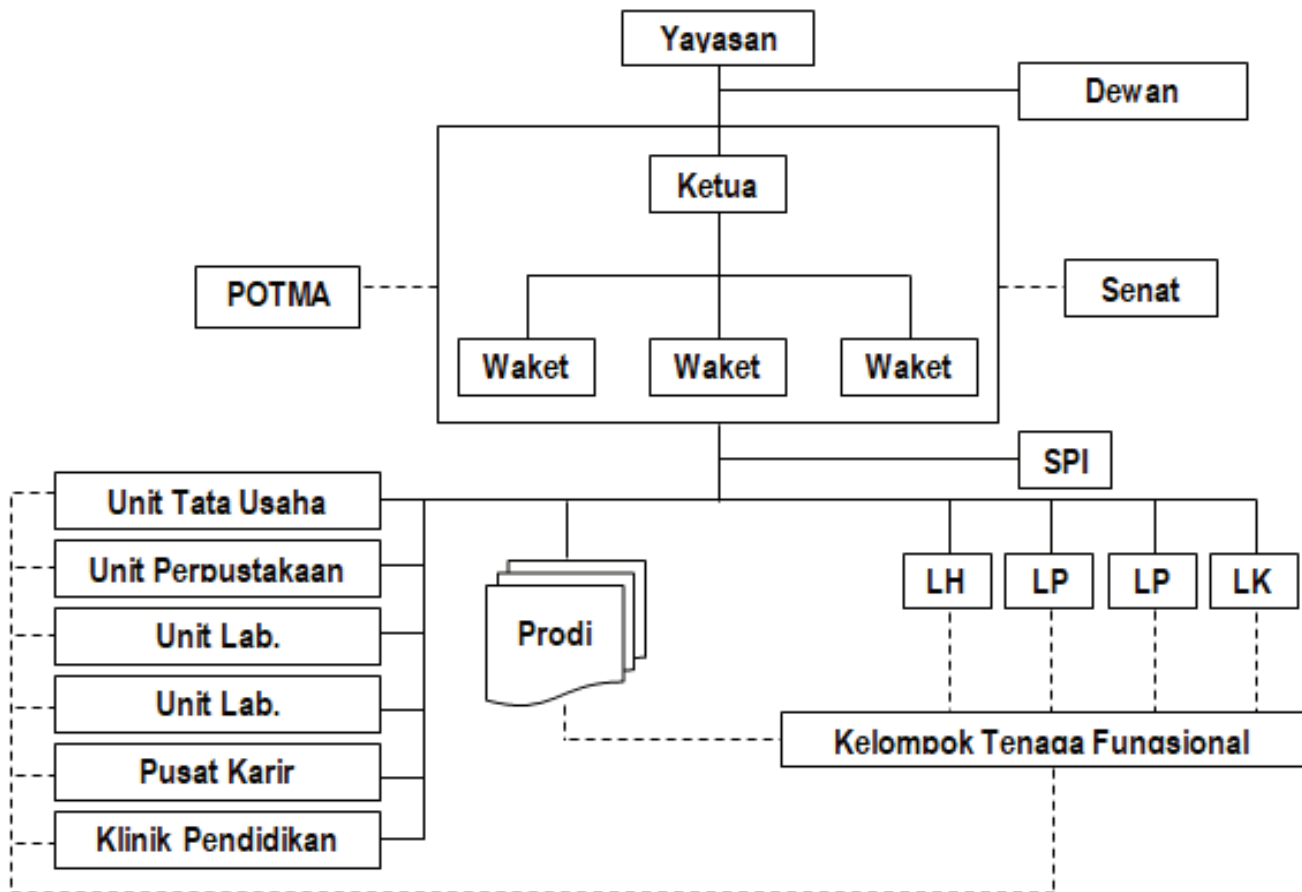 Yayasan
Dewan
Ketua
POTMA
Senat
Waket
Waket
Waket
SPI
Unit Tata Usaha
Unit Perpustakaan
LH
LP
LP
LK
Unit Lab.
Prodi
Unit Lab.
Kelompok Tenaga Fungsional
Pusat Karir
Klinik Pendidikan